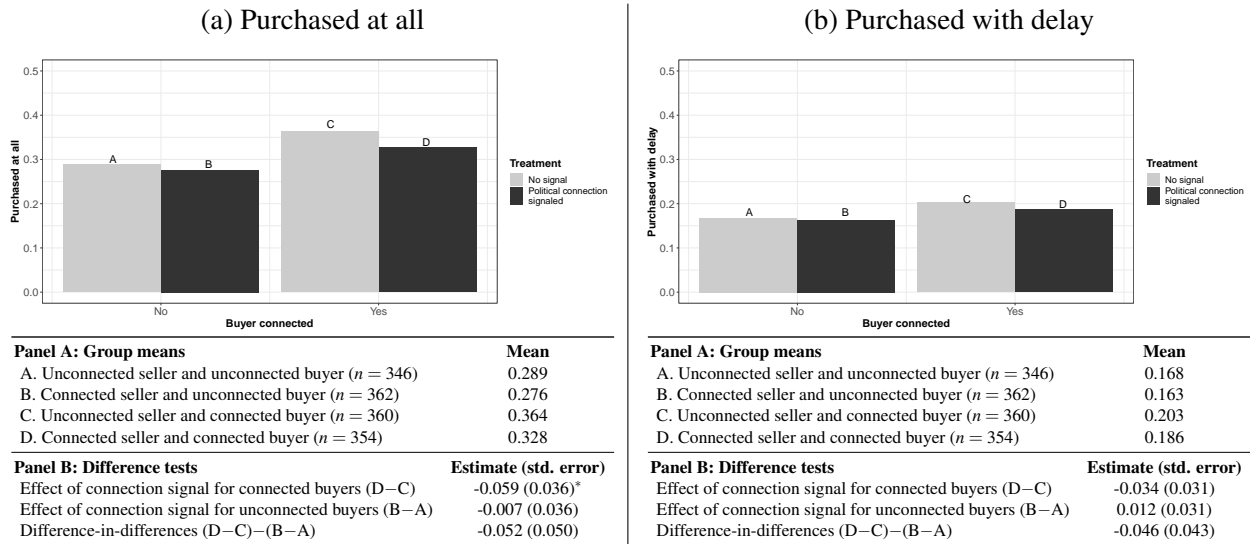 (a) Purchased at all
0.5
0.4
0.3
0.2
0.1
0.0
Purchased at all
A
B
C
D
No
Yes
Buyer connected
Treatment
No signal
Political connection
signaled
Panel A: Group means Mean
A. Unconnected seller and unconnected buyer (n = 346) 0.289
B. Connected seller and unconnected buyer (n = 362) 0.276
C. Unconnected seller and connected buyer (n = 360) 0.364
D. Connected seller and connected buyer (n = 354) 0.328
Panel B: Difference tests Estimate (std. error)
Effect of connection signal for connected buyers (D−C) -0.059 (0.036)*
Effect of connection signal for unconnected buyers (B−A) -0.007 (0.036)
Difference-in-differences (D−C)−(B−A) -0.052 (0.050)
(b) Purchased with delay
0.5
0.4
0.3
0.2
0.1
0.0
Purchased with delay
A
B
C
D
No
Yes
Buyer connected
Treatment
No signal
Political connection
signaled
Panel A: Group means Mean
A. Unconnected seller and unconnected buyer (n = 346) 0.168
B. Connected seller and unconnected buyer (n = 362) 0.163
C. Unconnected seller and connected buyer (n = 360) 0.203
D. Connected seller and connected buyer (n = 354) 0.186
Panel B: Difference tests Estimate (std. error)
Effect of connection signal for connected buyers (D−C) -0.034 (0.031)
Effect of connection signal for unconnected buyers (B−A) 0.012 (0.031)
Difference-in-differences (D−C)−(B−A) -0.046 (0.043)